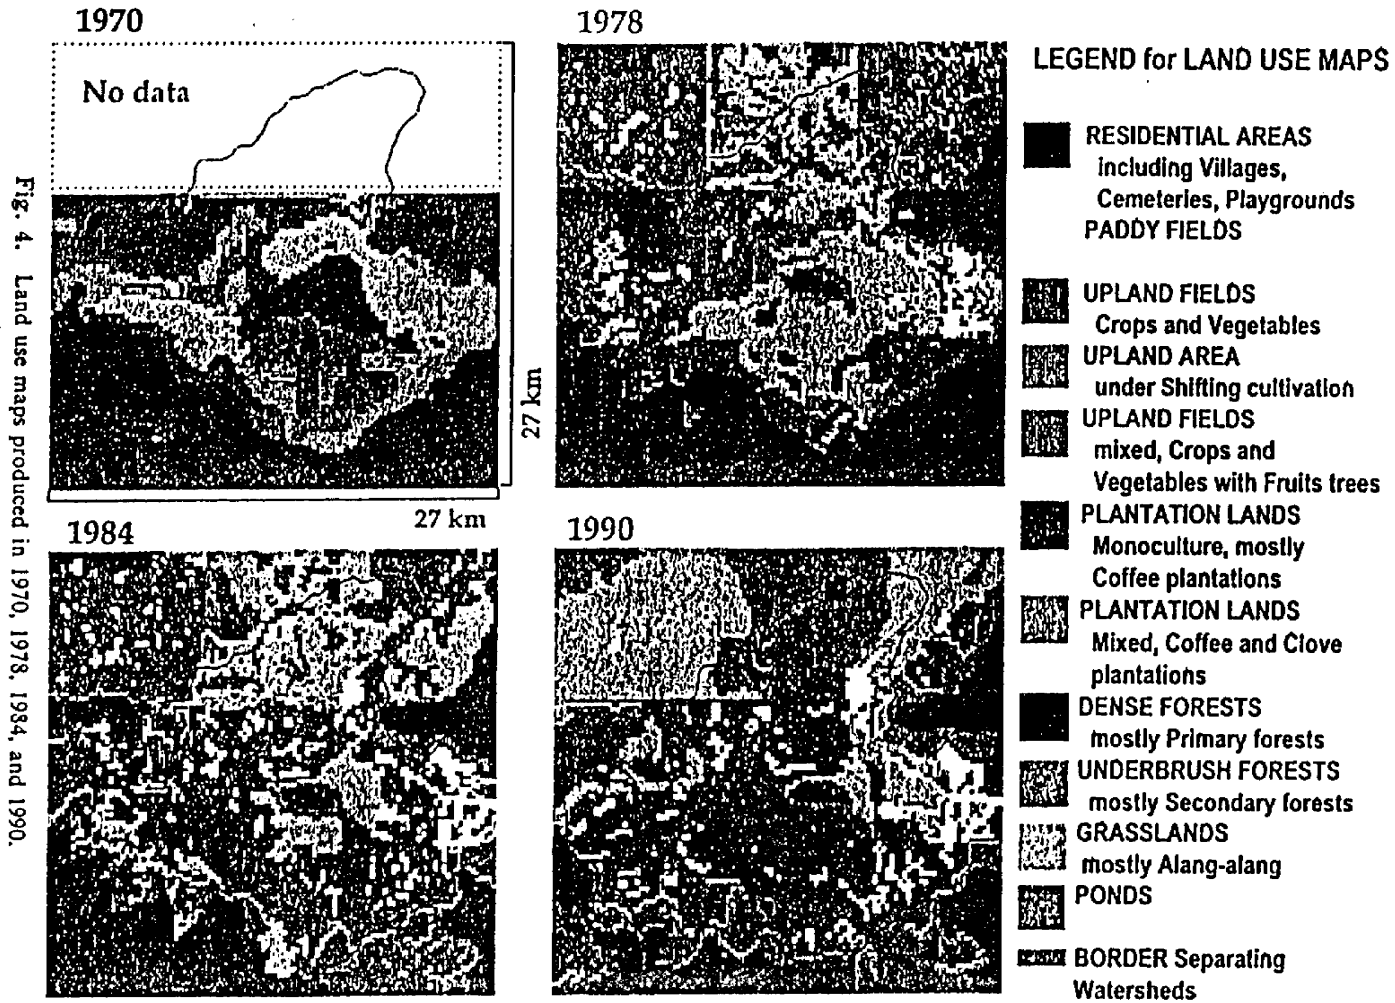 1970
No data
27 km
27 km
1978
1984
1990
Fig. 4. Land use maps produced in 1970, 1978, 1984, and 1990.
LEGEND for LAND USE MAPS
RESIDENTIAL AREAS
including Villages,
Cemeteries, Playgrounds
PADDY FIELDS
UPLAND FIELDS
Crops and Vegetables
UPLAND AREA
under Shifting cultivation
UPLAND FIELDS
mixed, Crops and
Vegetables with Fruits trees
PLANTATION LANDS
Monoculture, mostly
Coffee plantations
PLANTATION LANDS
Mixed, Coffee and Clove
plantations
DENSE FORESTS
mostly Primary forests
UNDERBRUSH FORESTS
mostly Secondary forests
GRASSLANDS
mostly Alang-alang
PONDS
BORDER Separating
Watersheds